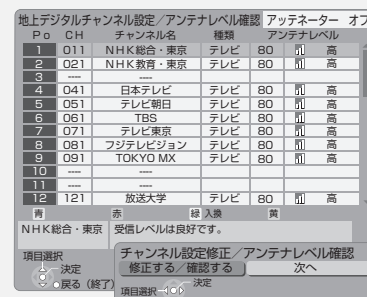 地上デジタルチャンネル設定／アンテナレベル確認 アッテネーター オフ
Po CH チャンネル名 種類 アンテナレベル
1 011 NHK総合・東京 テレビ 80 高
2 021 NHK教育・東京 テレビ 80 高
3 ---- ----
4 041 日本テレビ テレビ 80 高
5 051 テレビ朝日 テレビ 80 高
6 061 TBS テレビ 80 高
7 071 テレビ東京 テレビ 80 高
8 081 フジテレビジョン テレビ 80 高
9 091 TOKYO MX テレビ 80 高
10 ---- ----
11 ---- ----
12 121 放送大学 テレビ 80 高
青 赤 緑 入換 黄
NHK総合・東京 受信レベルは良好です。
項目選択
決定
戻る（終了）
チャンネル設定修正／アンテナレベル確認
修正する／確認する 次へ
項目選択 決定